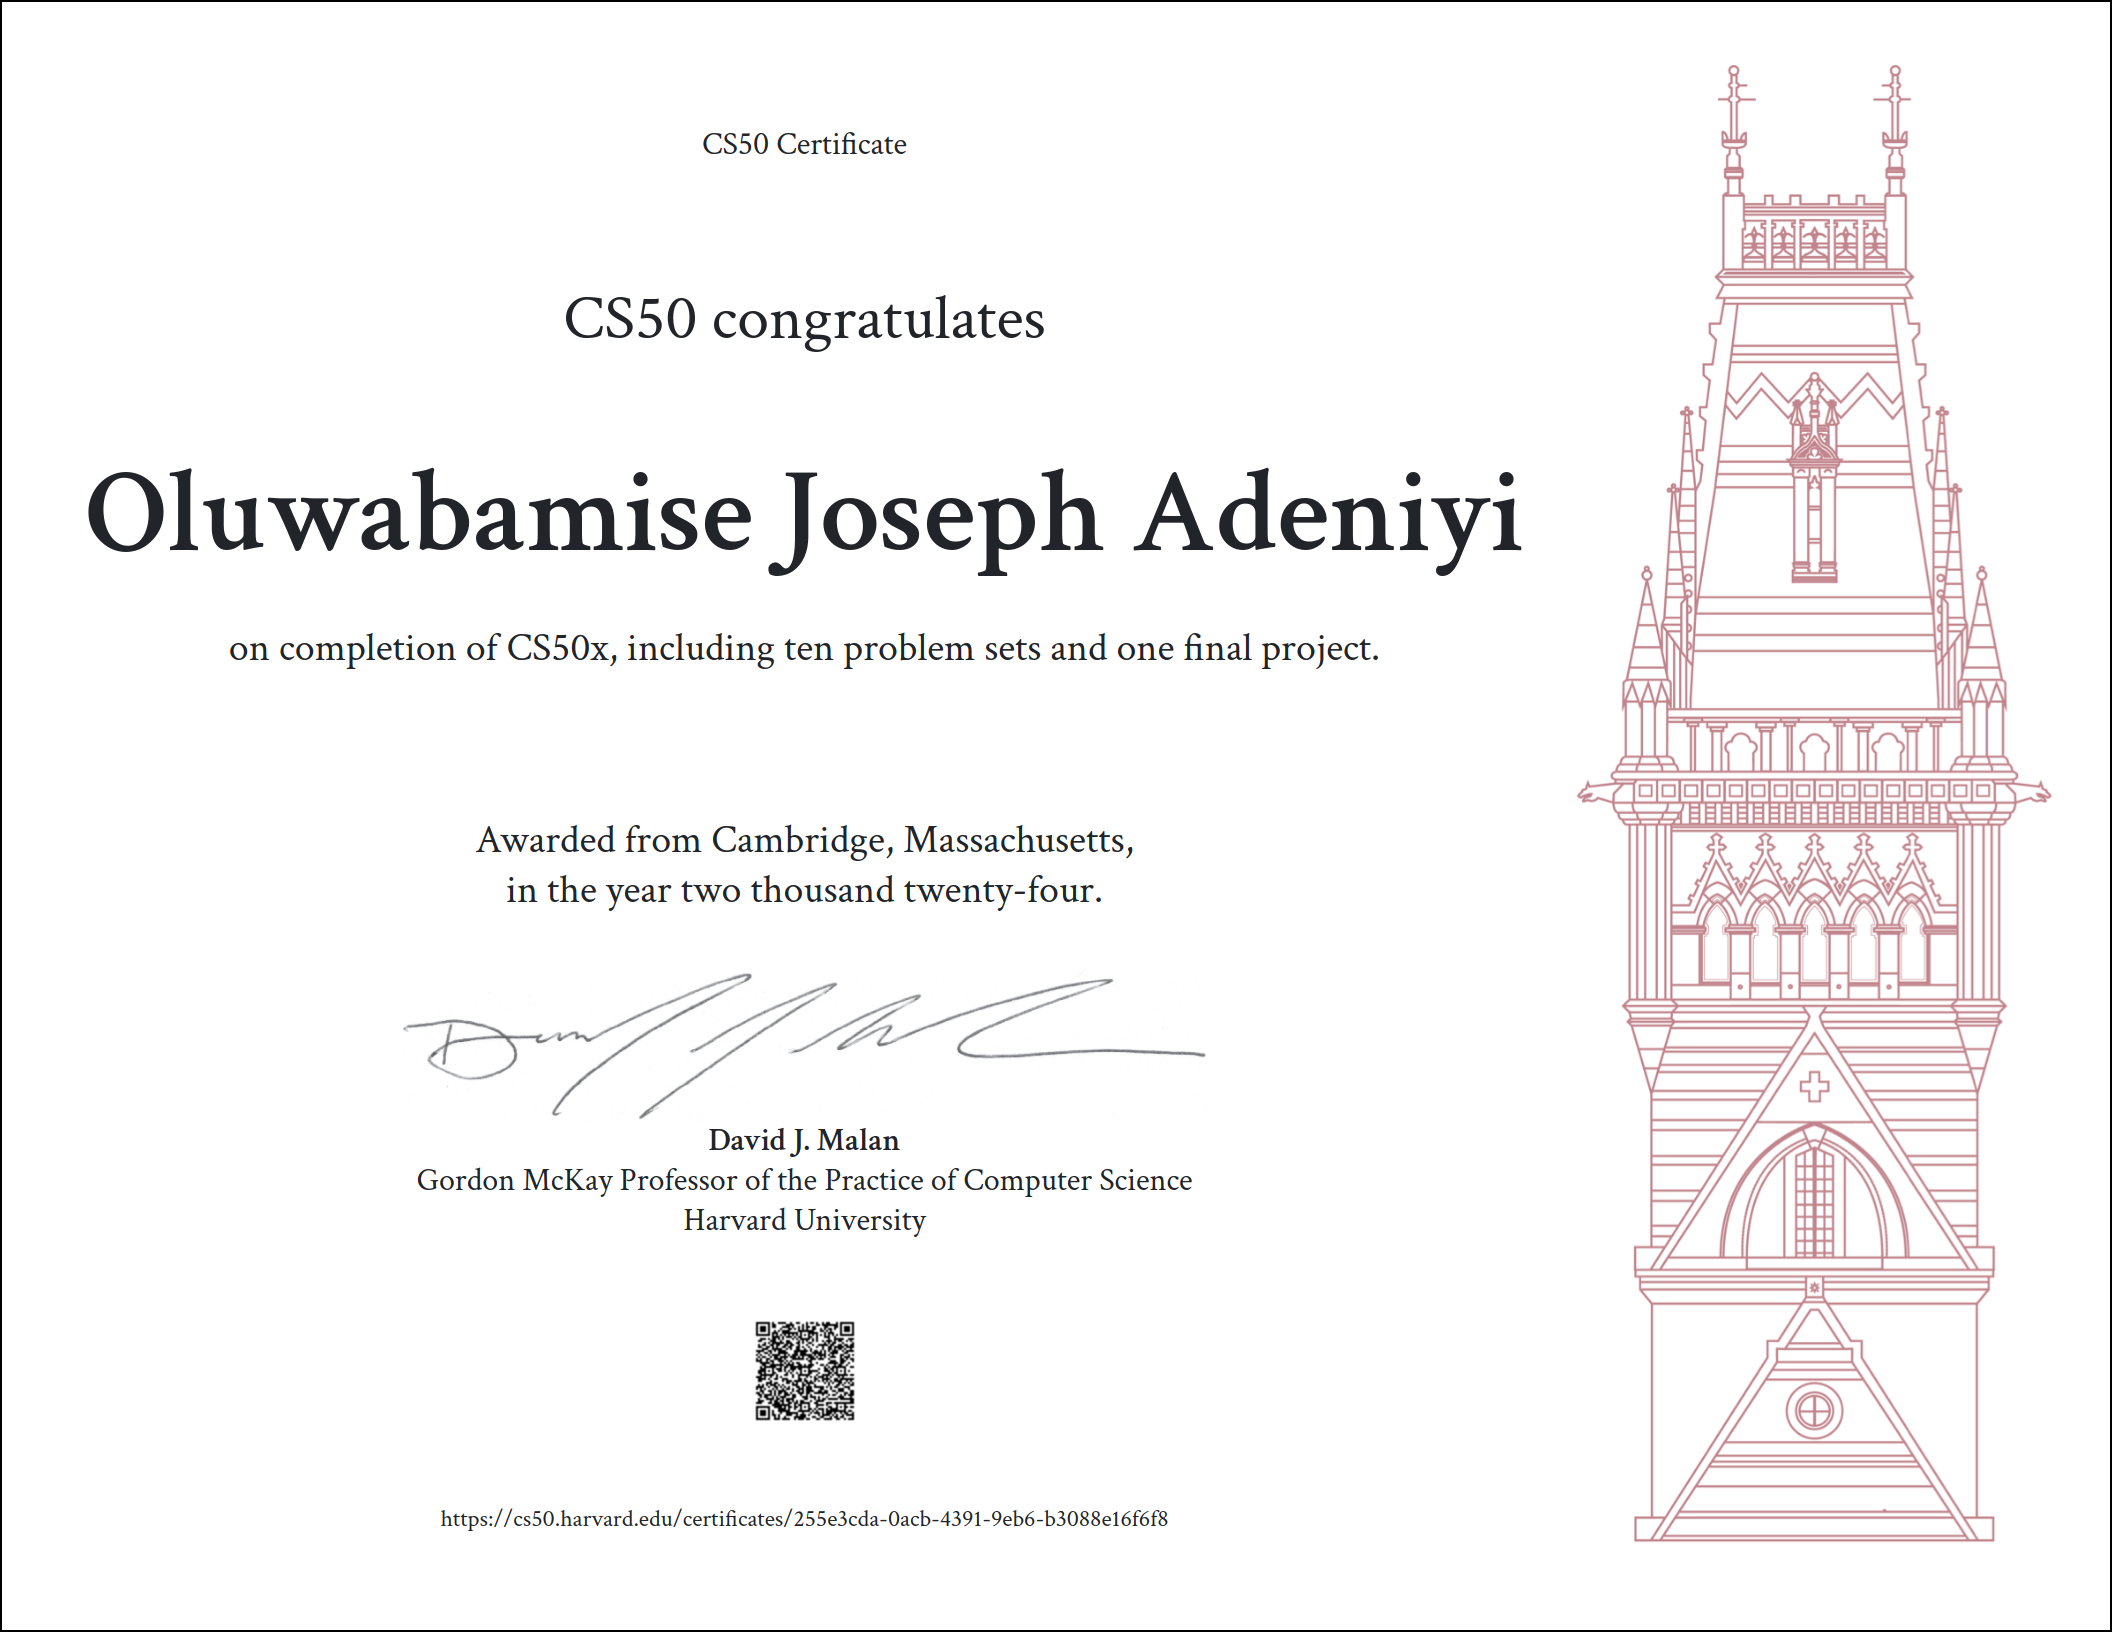 CS50 Certificate
CS50 congratulates
Oluwabamise Joseph Adeniyi
on completion of CS50x, including ten problem sets and one final project.
Awarded from Cambridge, Massachusetts,
in the year two thousand twenty-four.
David J. Malan
Gordon McKay Professor of the Practice of Computer Science
Harvard University
https://cs50.harvard.edu/certificates/255e3cda-0acb-4391-9eb6-b3088e16f6f8